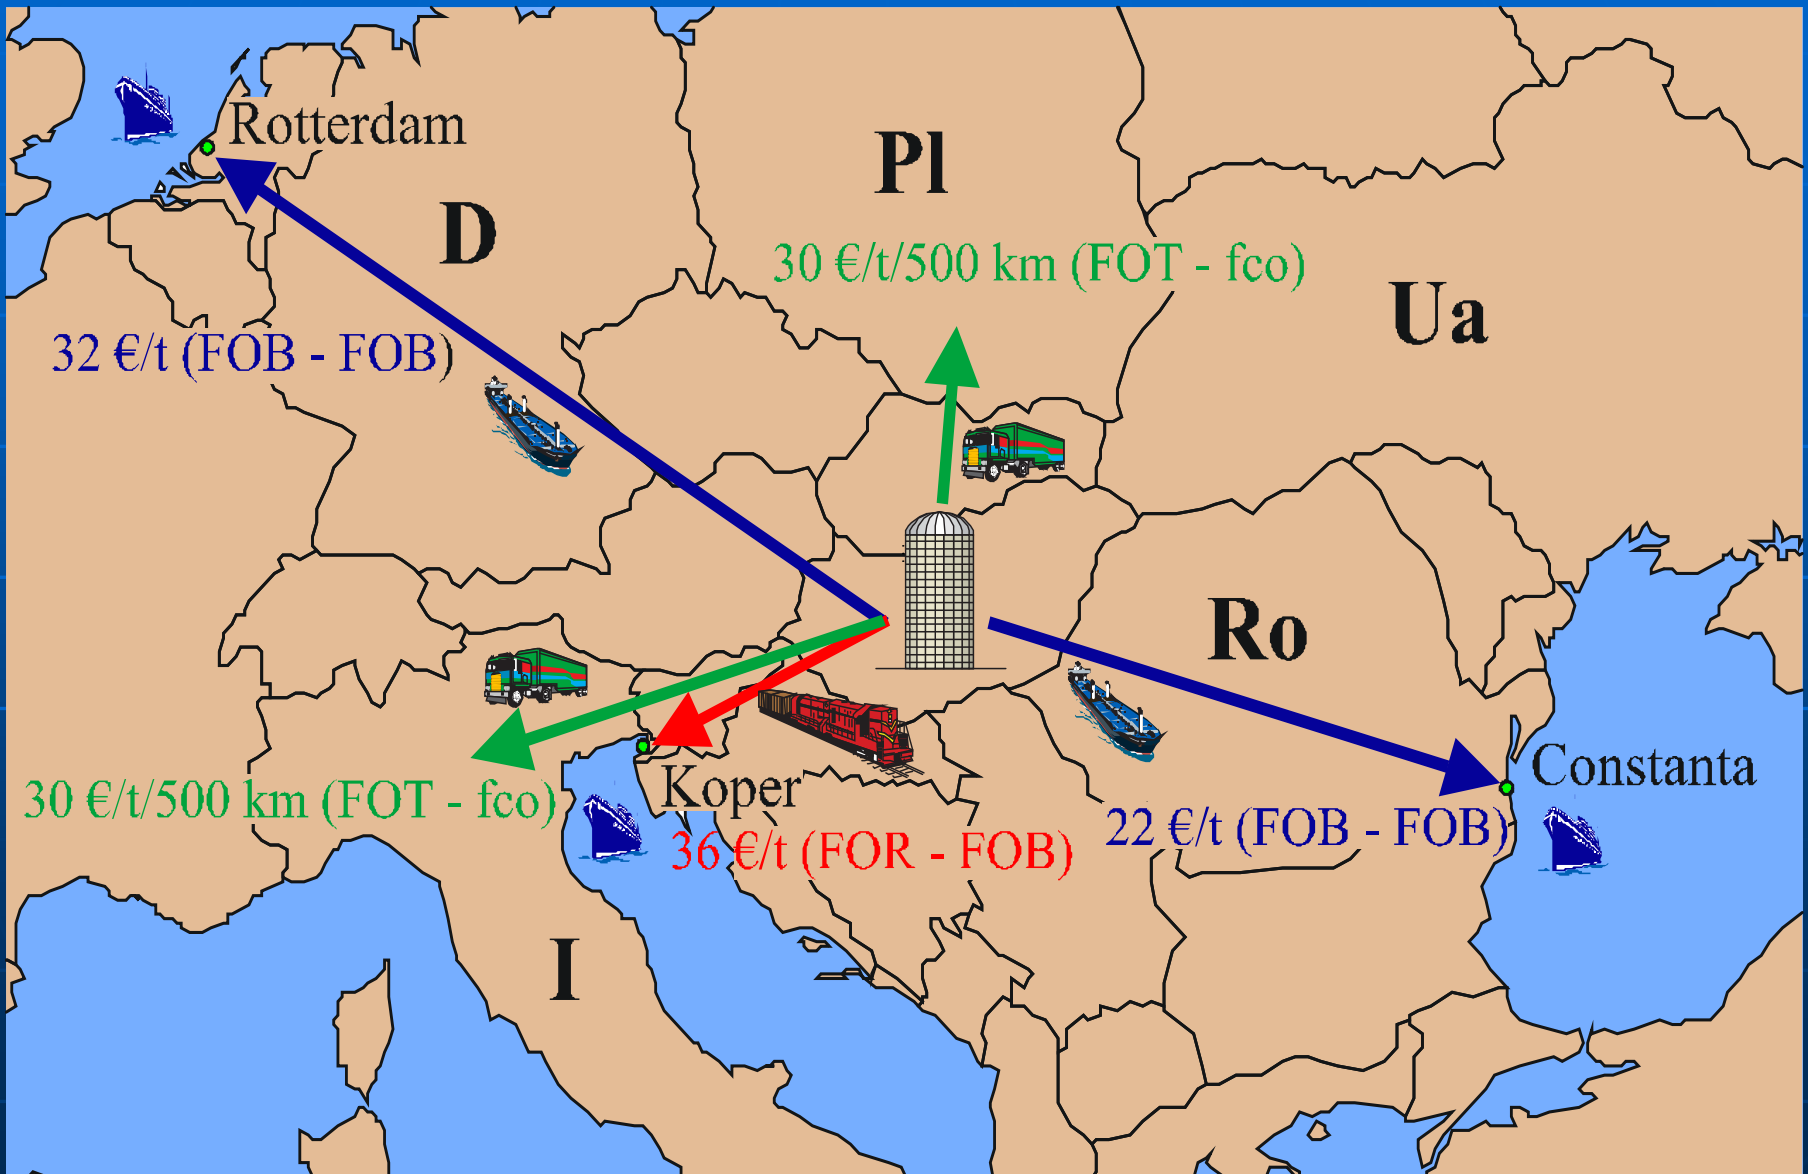 Rotterdam
Pl
D
30 €/t/500 km (FOT - fco)
Ua
32 €/t (FOB - FOB)
Ro
Constanta
Koper
30 €/t/500 km (FOT - fco)
22 €/t (FOB - FOB)
36 €/t (FOR - FOB)
I